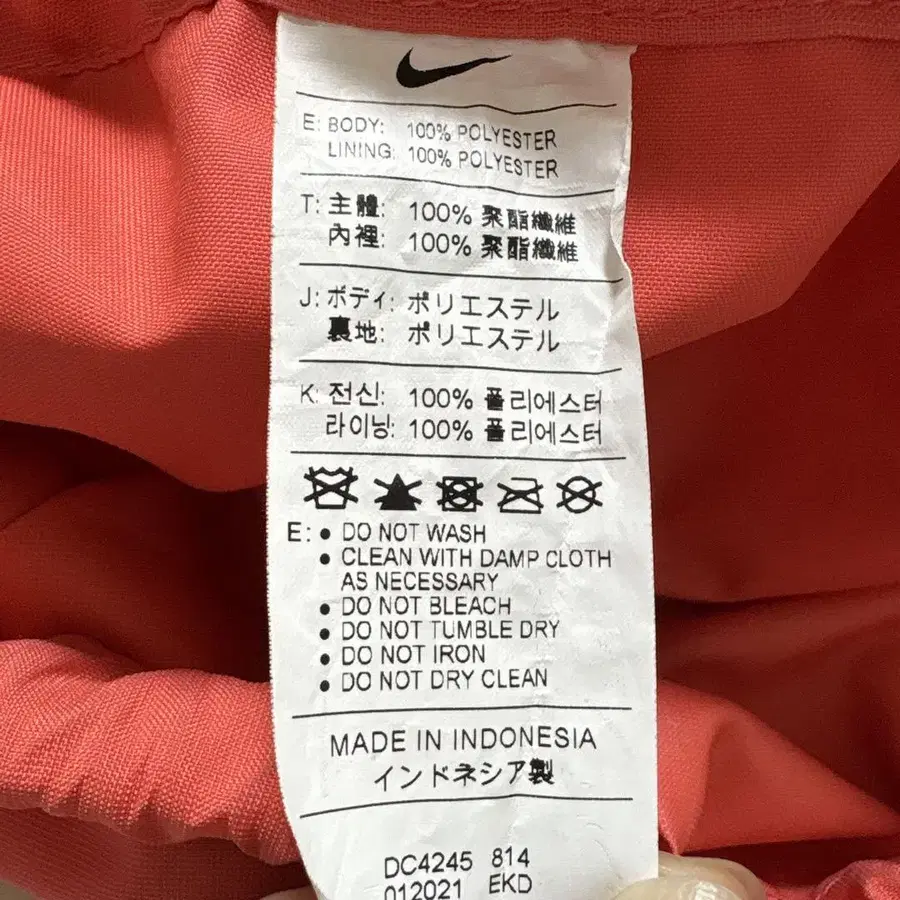 E: BODY: 100% POLYESTER
LINING: 100% POLYESTER
T: 主體: 100% 聚酯纖維
內裡: 100% 聚酯纖維
J: ボディ: ポリエステル
裏地: ポリエステル
K: 전신: 100% 폴리에스터
라이닝: 100% 폴리에스터
E: • DO NOT WASH
• CLEAN WITH DAMP CLOTH
AS NECESSARY
• DO NOT BLEACH
• DO NOT TUMBLE DRY
• DO NOT IRON
• DO NOT DRY CLEAN
MADE IN INDONESIA
インドネシア製
DC4245 814
012021 EKD